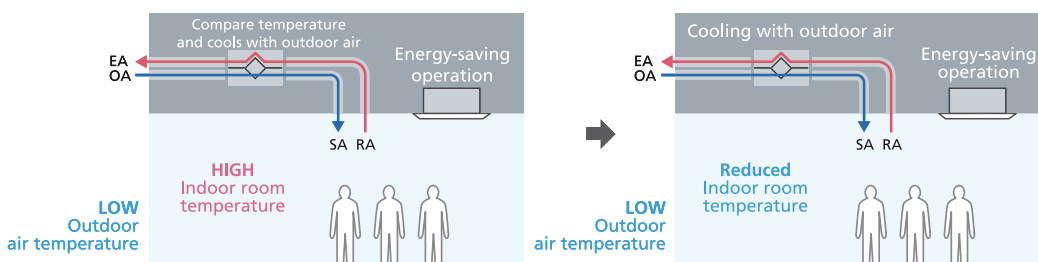 Compare temperature
and cools with outdoor air
EA
OA
Energy-saving
operation
SA RA
HIGH
Indoor room
temperature
LOW
Outdoor
air temperature
Cooling with outdoor air
EA
OA
Energy-saving
operation
SA RA
Reduced
Indoor room
temperature
LOW
Outdoor
air temperature